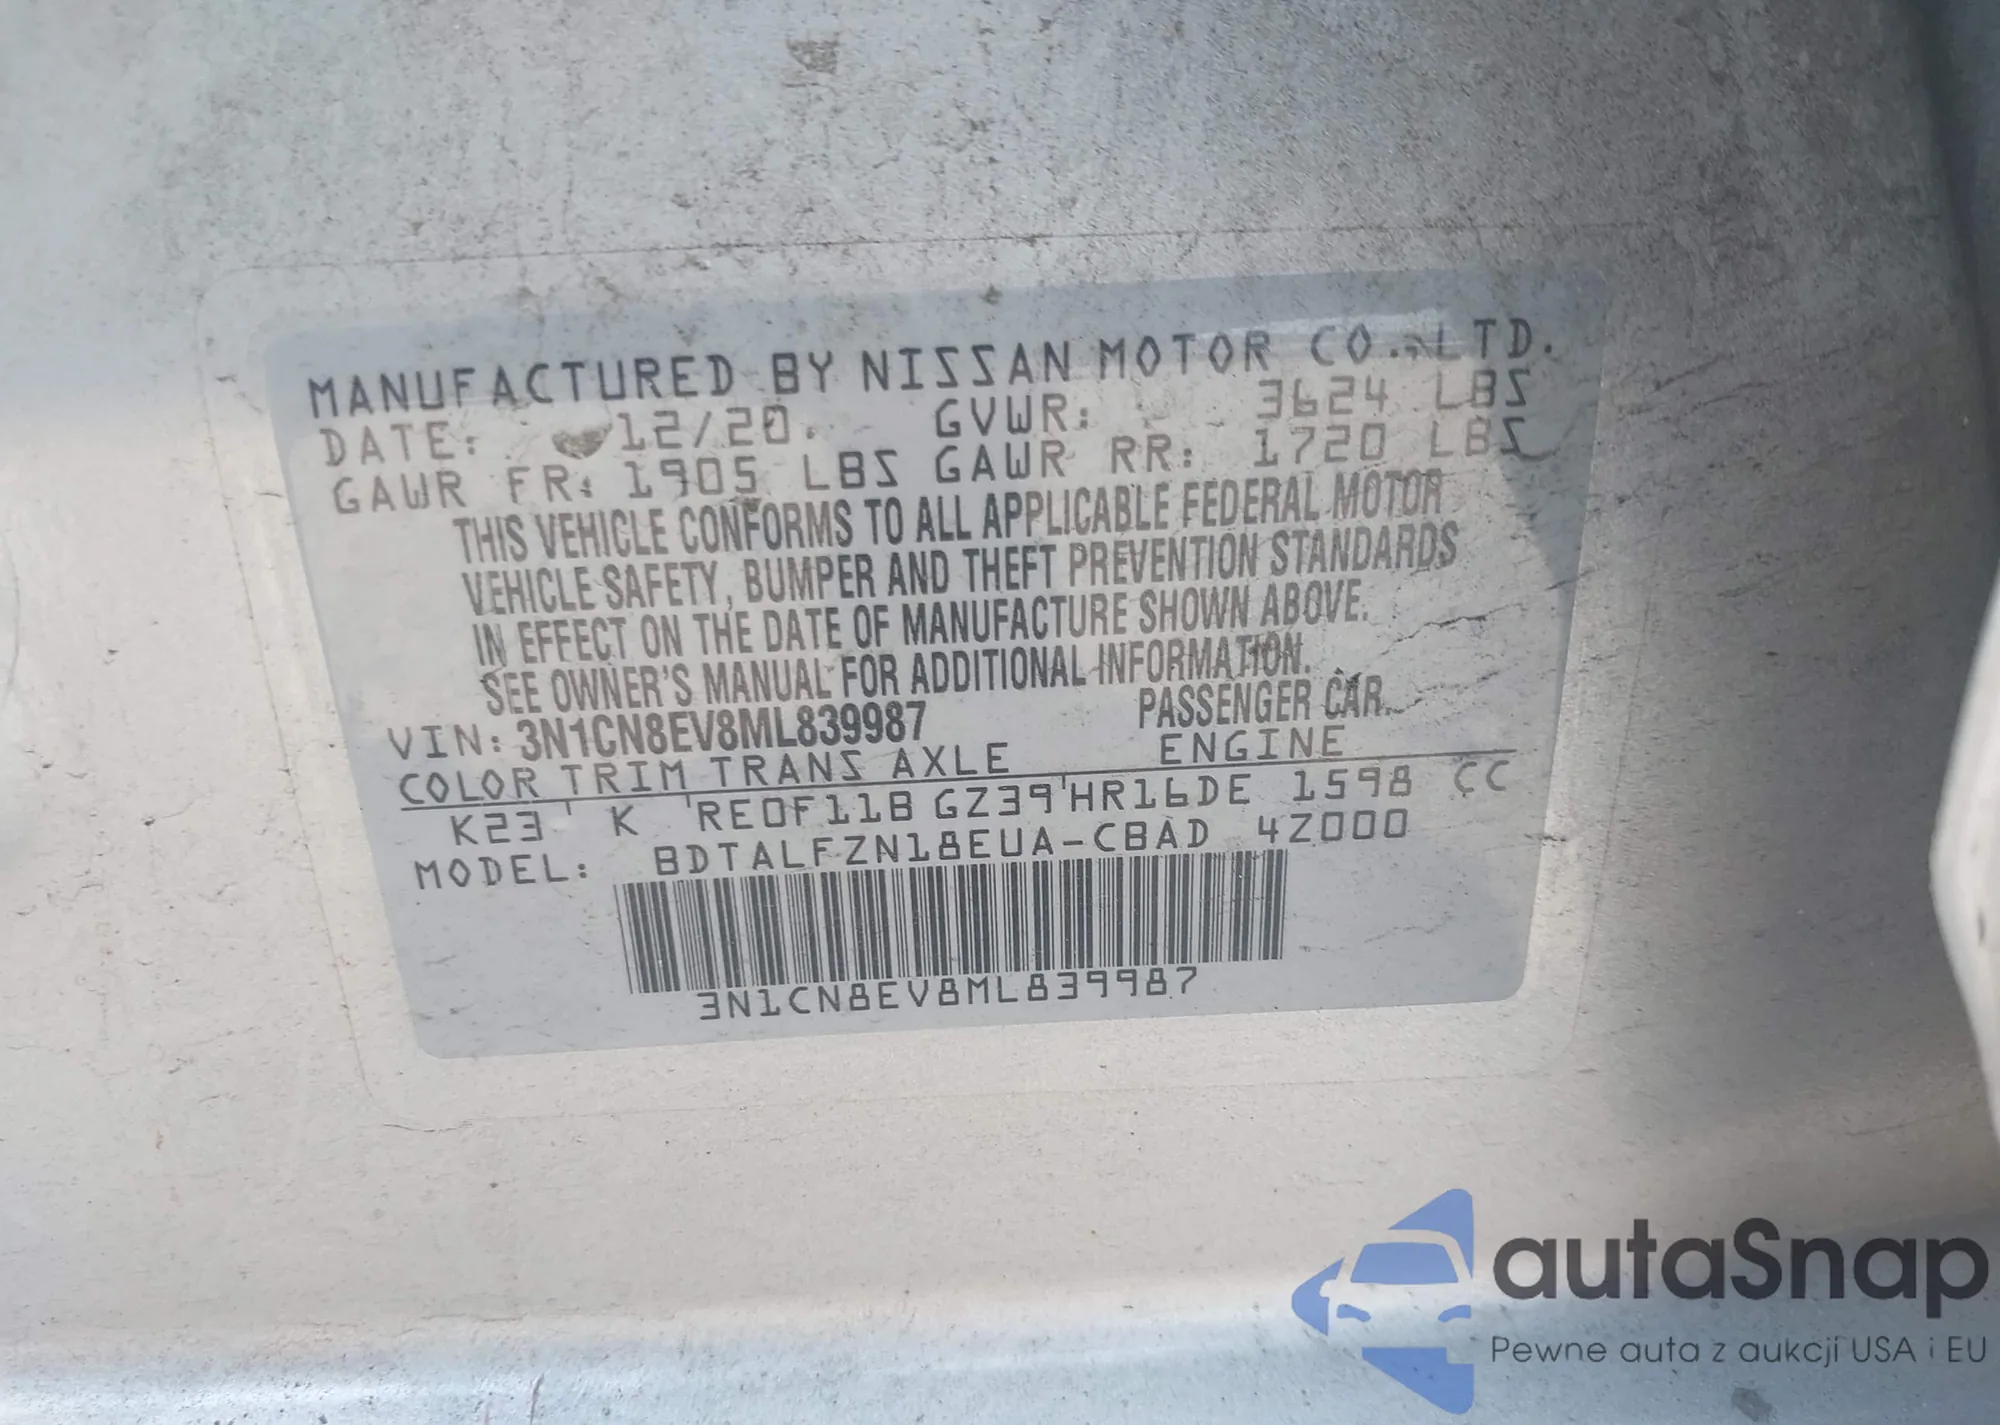 MANUFACTURED BY NISSAN MOTOR CO., LTD.
DATE: 12/20 GVWR: 3624 LBS
GAWR FR: 1905 LBS GAWR RR: 1720 LBS
THIS VEHICLE CONFORMS TO ALL APPLICABLE FEDERAL MOTOR
VEHICLE SAFETY, BUMPER AND THEFT PREVENTION STANDARDS
IN EFFECT ON THE DATE OF MANUFACTURE SHOWN ABOVE.
SEE OWNER'S MANUAL FOR ADDITIONAL INFORMATION.
VIN: 3N1CN8EV8ML839987 PASSENGER CAR
COLOR TRIM TRANS AXLE ENGINE
K23 K RE0F11B GZ39 HR16DE 1598 CC
MODEL: BDTALFZN18EUA-CBAD 4Z000
3N1CN8EV8ML839987
autaSnap
Pewne auta z aukcji USA i EU